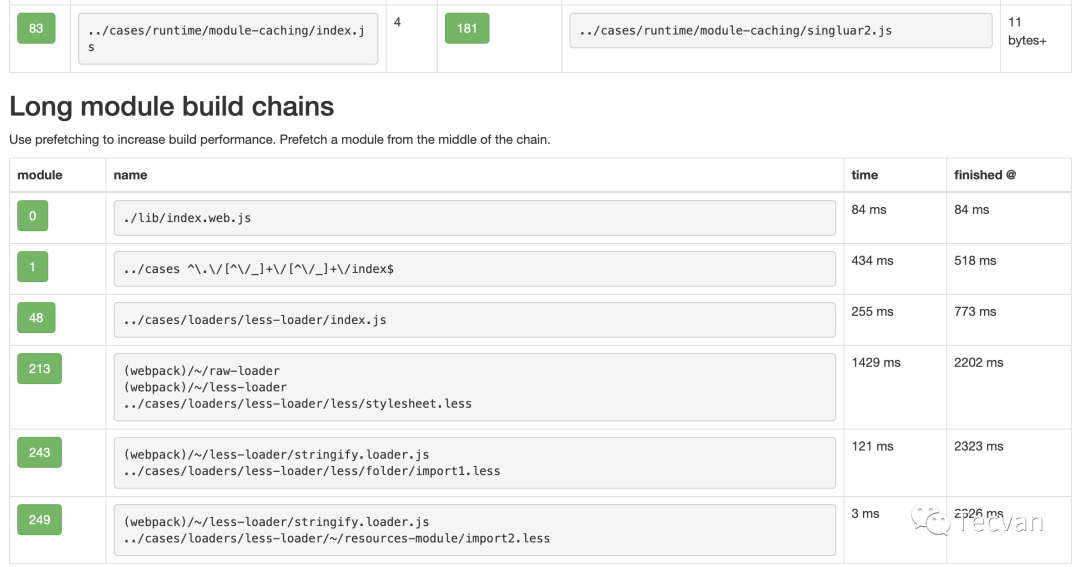 83
../cases/runtime/module-caching/index.j
s
4
181
../cases/runtime/module-caching/singluar2.js
11
bytes+
Long module build chains
Use prefetching to increase build performance. Prefetch a module from the middle of the chain.
module name time finished @
0 ./lib/index.web.js 84 ms 84 ms
1 ../cases ^\.\/[^\/_]+\/[^\/_]+\/index$ 434 ms 518 ms
48 ../cases/loaders/less-loader/index.js 255 ms 773 ms
213 (webpack)/~/raw-loader 1429 ms 2202 ms
(webpack)/~/less-loader
../cases/loaders/less-loader/less/stylesheet.less
243 (webpack)/~/less-loader/stringify.loader.js 121 ms 2323 ms
../cases/loaders/less-loader/less/folder/import1.less
249 (webpack)/~/less-loader/stringify.loader.js 3 ms 2326 ms
../cases/loaders/less-loader/~/resources-module/import2.less
Tecvan